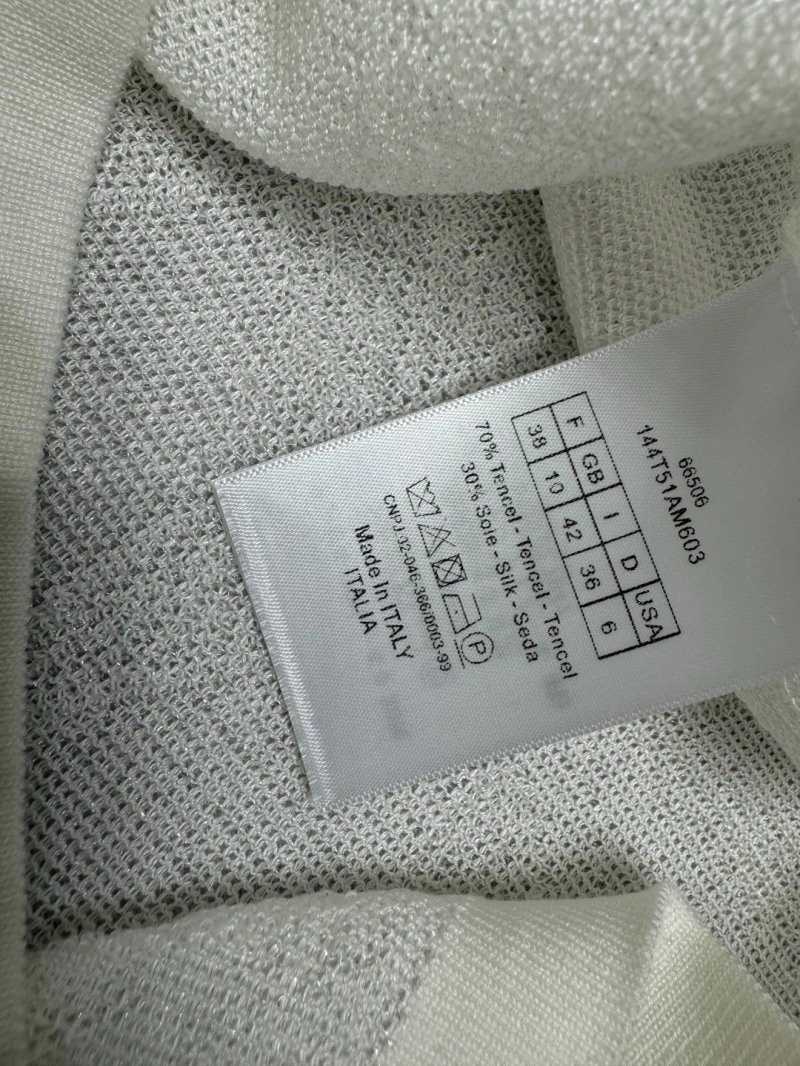 66506
144T51AM603
F GB I D USA
38 10 42 36 6
70% Tencel - Tencel - Tencel
30% Soie - Silk - Seda
P
CNPJ 32-046-366/0003-99
Made In ITALY
ITALIA